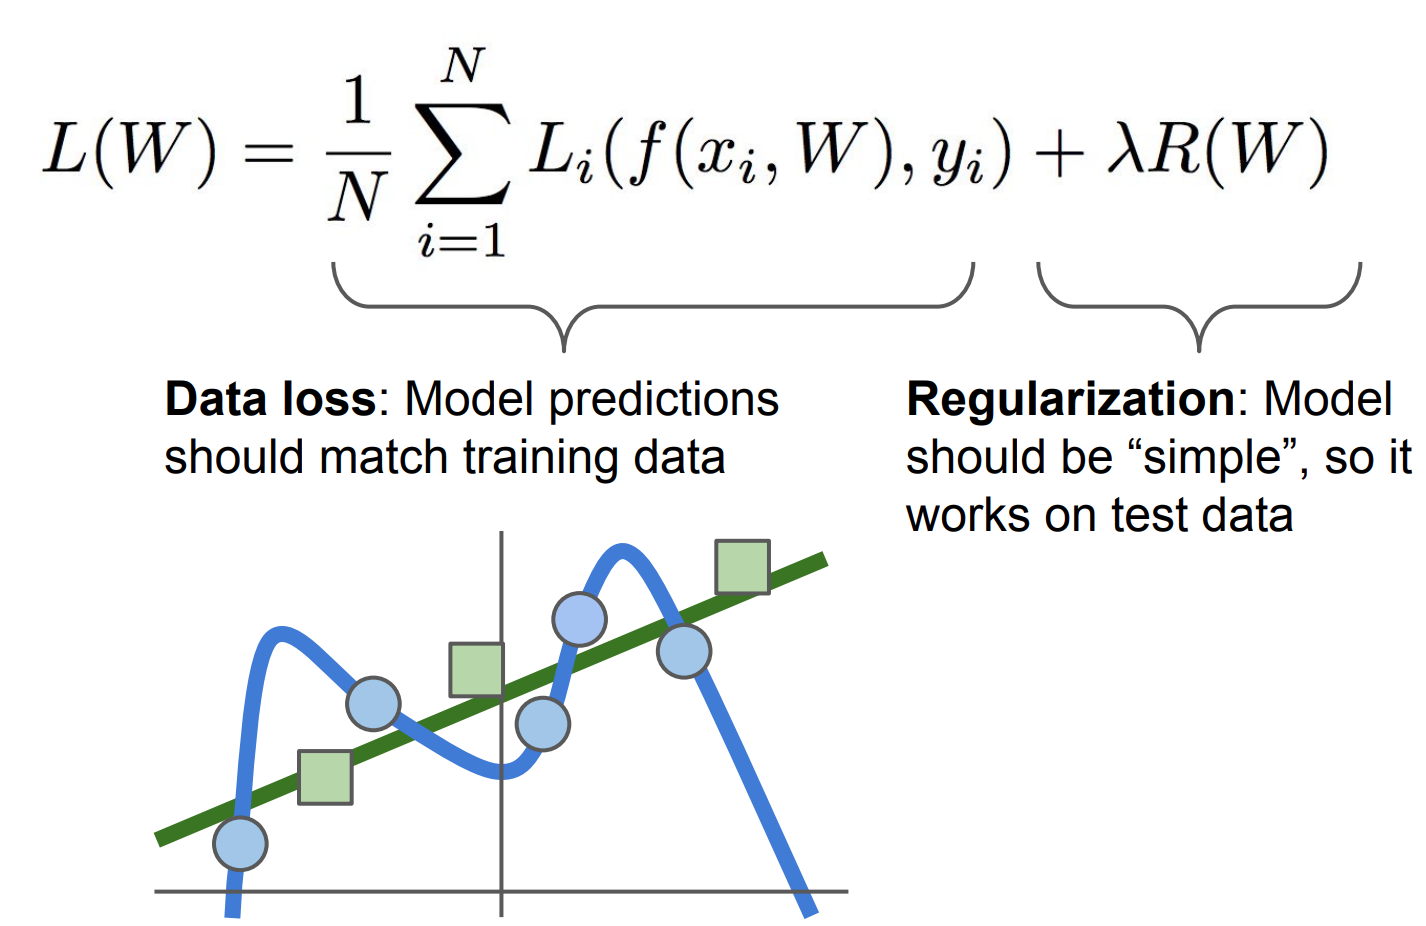 L(W) = \frac{1}{N} \sum_{i=1}^{N} L_i(f(x_i, W), y_i) + λR(W)
Data loss: Model predictions
should match training data
Regularization: Model
should be “simple”, so it
works on test data